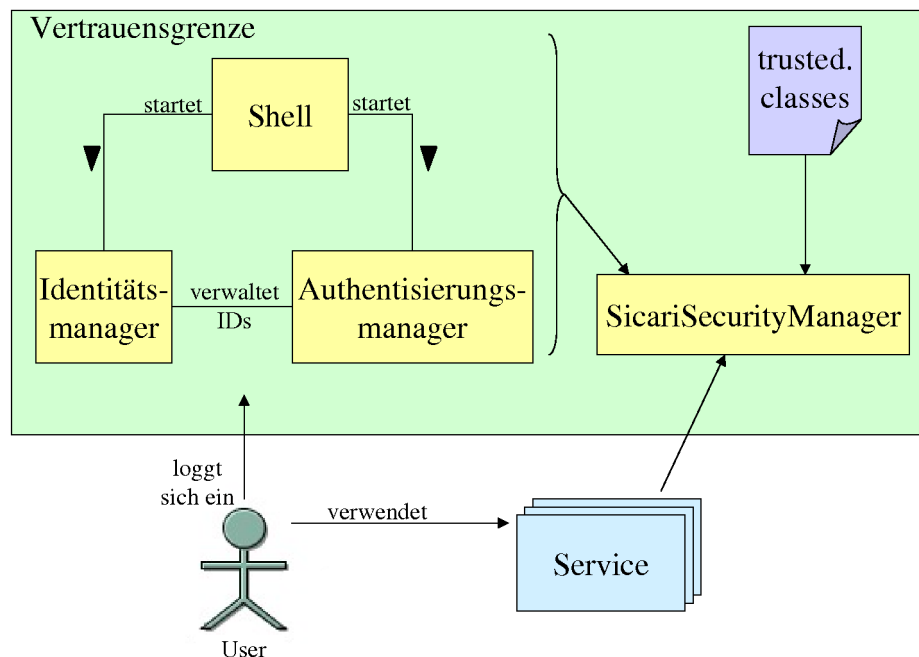 Vertrauensgrenze
trusted.
classes
startet
startet
Shell
Identitäts-
manager
verwaltet
IDs
Authentisierungs-
manager
SicariSecurityManager
loggt
sich ein
verwendet
Service
User